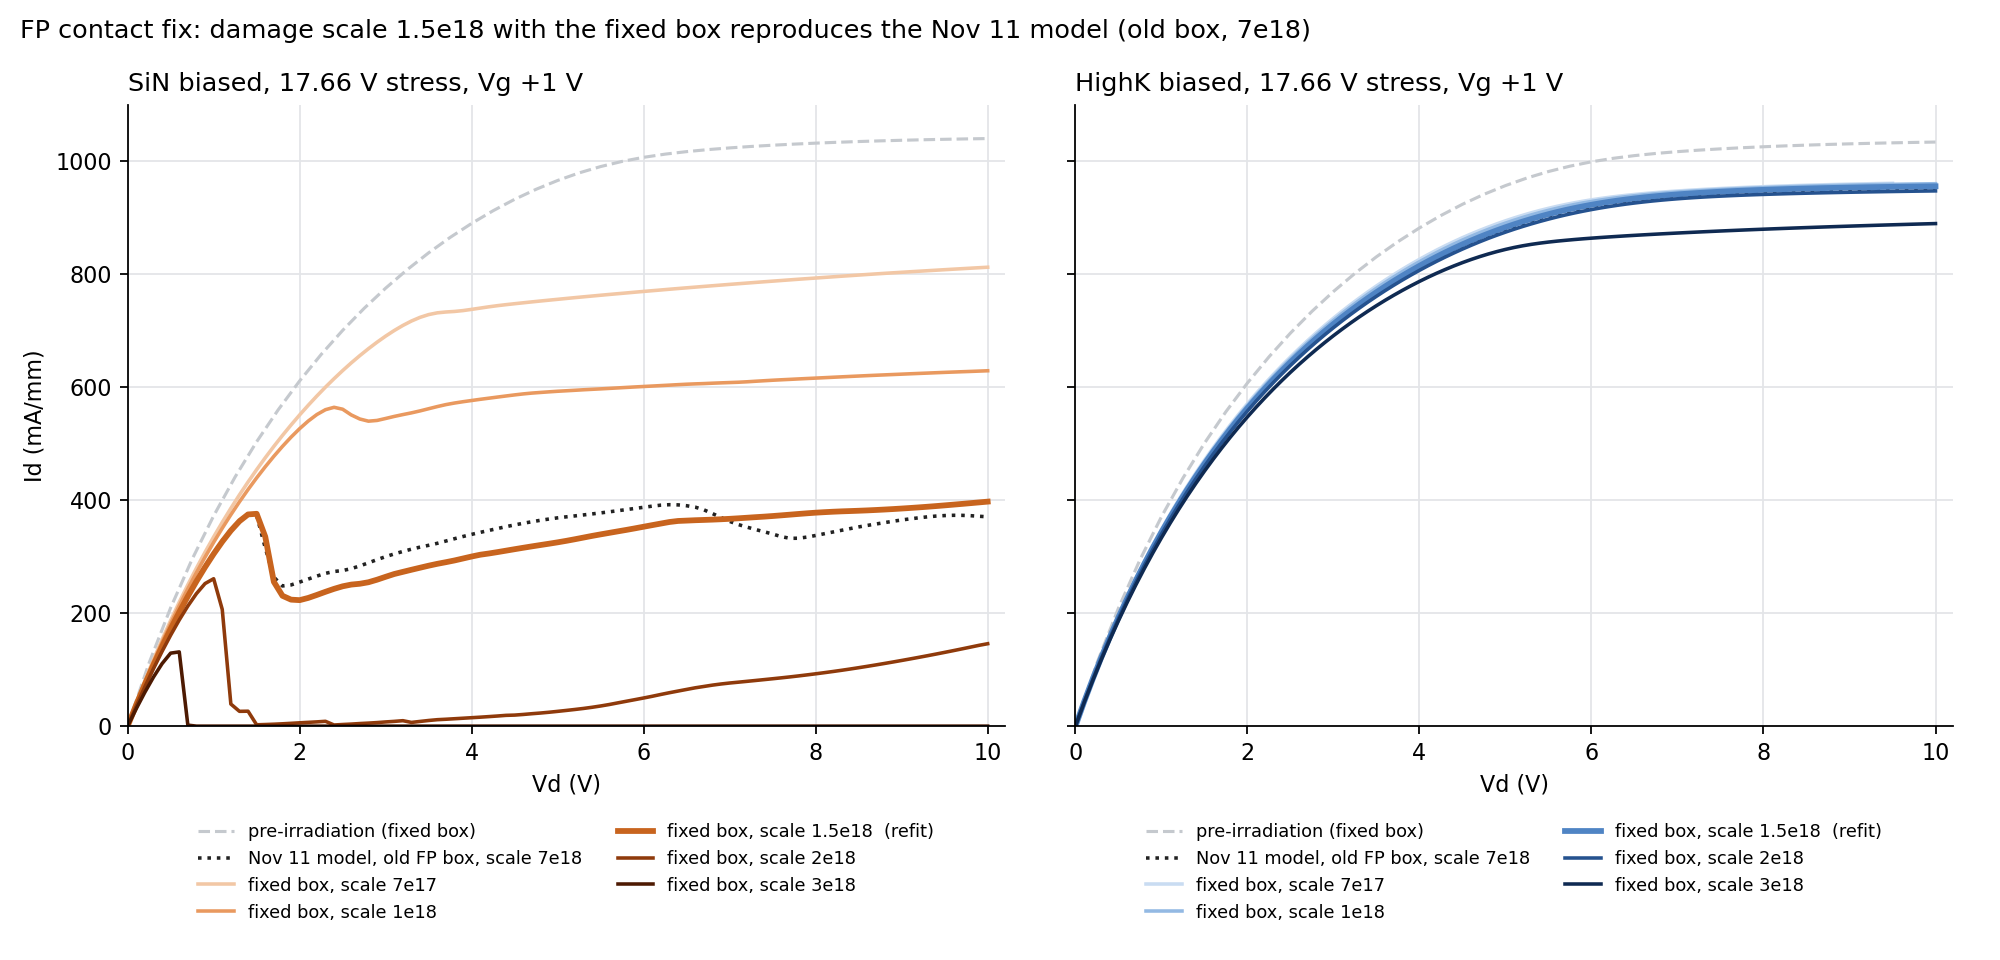 FP contact fix: damage scale 1.5e18 with the fixed box reproduces the Nov 11 model (old box, 7e18)
SiN biased, 17.66 V stress, Vg +1 V
1000
800
600
400
200
0
Id (mA/mm)
0 2 4 6 8 10
Vd (V)
pre-irradiation (fixed box)
Nov 11 model, old FP box, scale 7e18
fixed box, scale 7e17
fixed box, scale 1e18
fixed box, scale 1.5e18 (refit)
fixed box, scale 2e18
fixed box, scale 3e18
HighK biased, 17.66 V stress, Vg +1 V
0 2 4 6 8 10
Vd (V)
pre-irradiation (fixed box)
Nov 11 model, old FP box, scale 7e18
fixed box, scale 7e17
fixed box, scale 1e18
fixed box, scale 1.5e18 (refit)
fixed box, scale 2e18
fixed box, scale 3e18